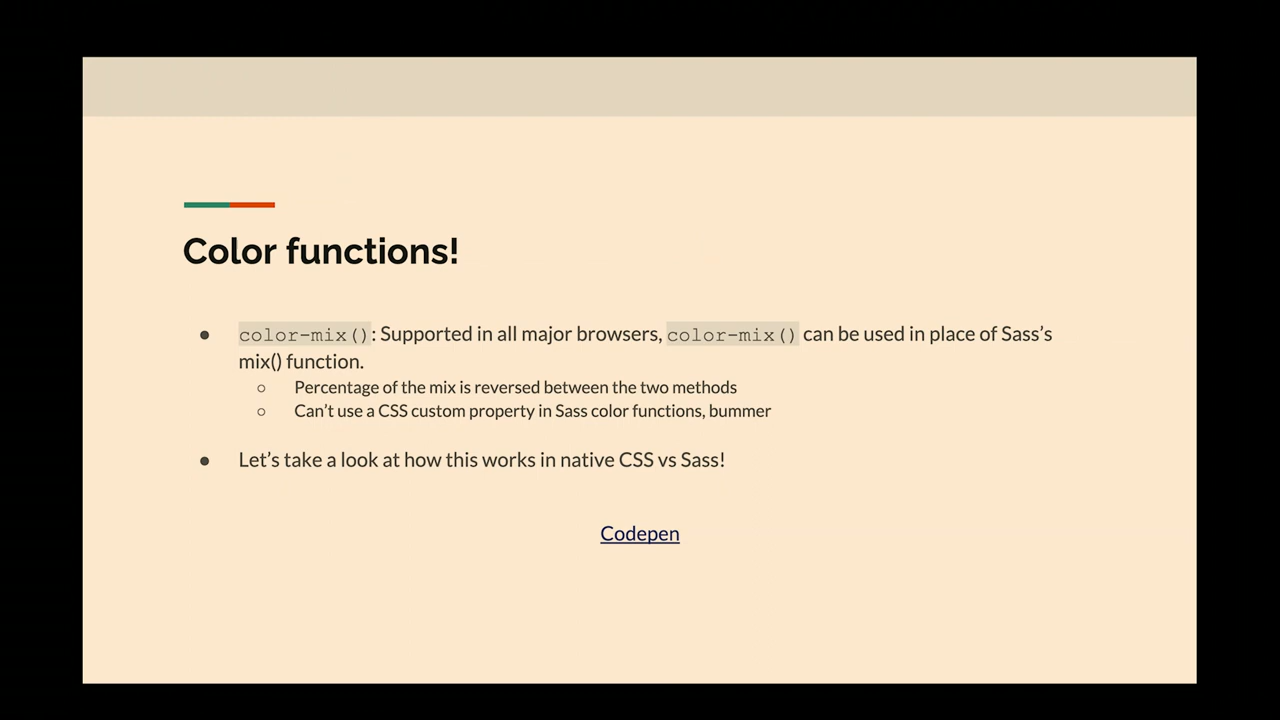 Color functions!
● color-mix(): Supported in all major browsers, color-mix() can be used in place of Sass’s
mix() function.
○ Percentage of the mix is reversed between the two methods
○ Can’t use a CSS custom property in Sass color functions, bummer
● Let’s take a look at how this works in native CSS vs Sass!
Codepen